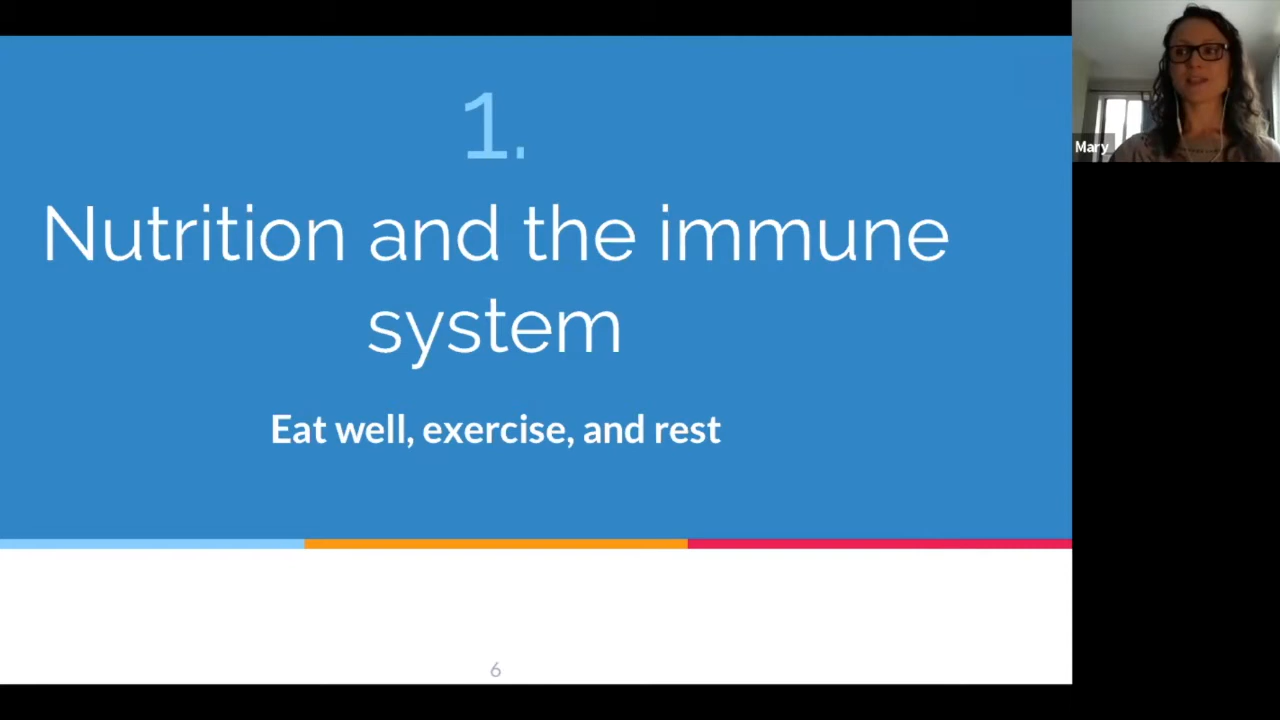 1.
Nutrition and the immune
system
Eat well, exercise, and rest
6
Mary